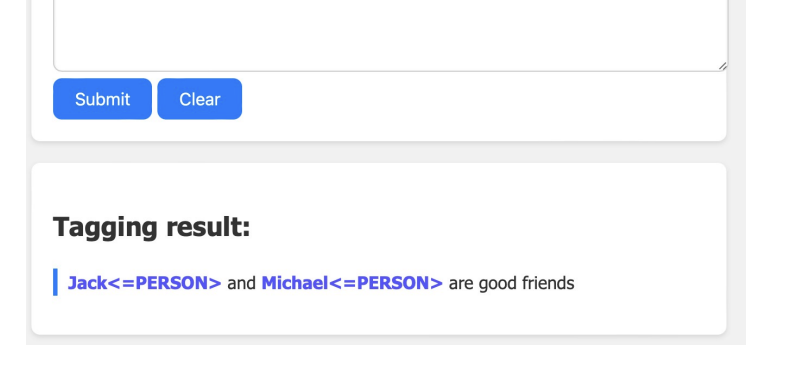 Submit Clear
Tagging result:
Jack<=PERSON> and Michael<=PERSON> are good friends